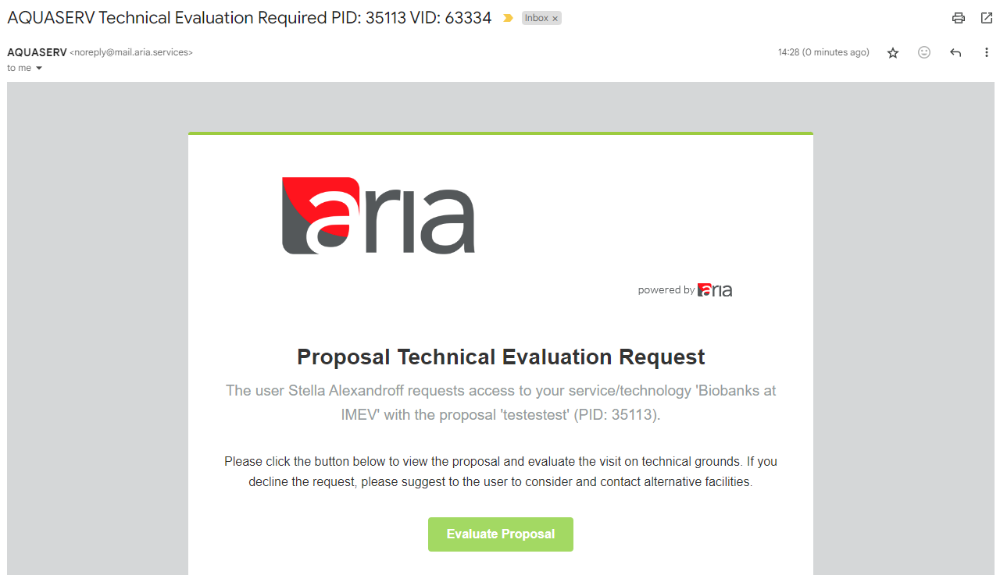 AQUASERV Technical Evaluation Required PID: 35113 VID: 63334 Inbox ×
AQUASERV <noreply@mail.aria.services> 14:28 (0 minutes ago)
to me
aria
powered by aria
Proposal Technical Evaluation Request
The user Stella Alexandroff requests access to your service/technology 'Biobanks at
IMEV' with the proposal 'testestest' (PID: 35113).
Please click the button below to view the proposal and evaluate the visit on technical grounds. If you
decline the request, please suggest to the user to consider and contact alternative facilities.
Evaluate Proposal